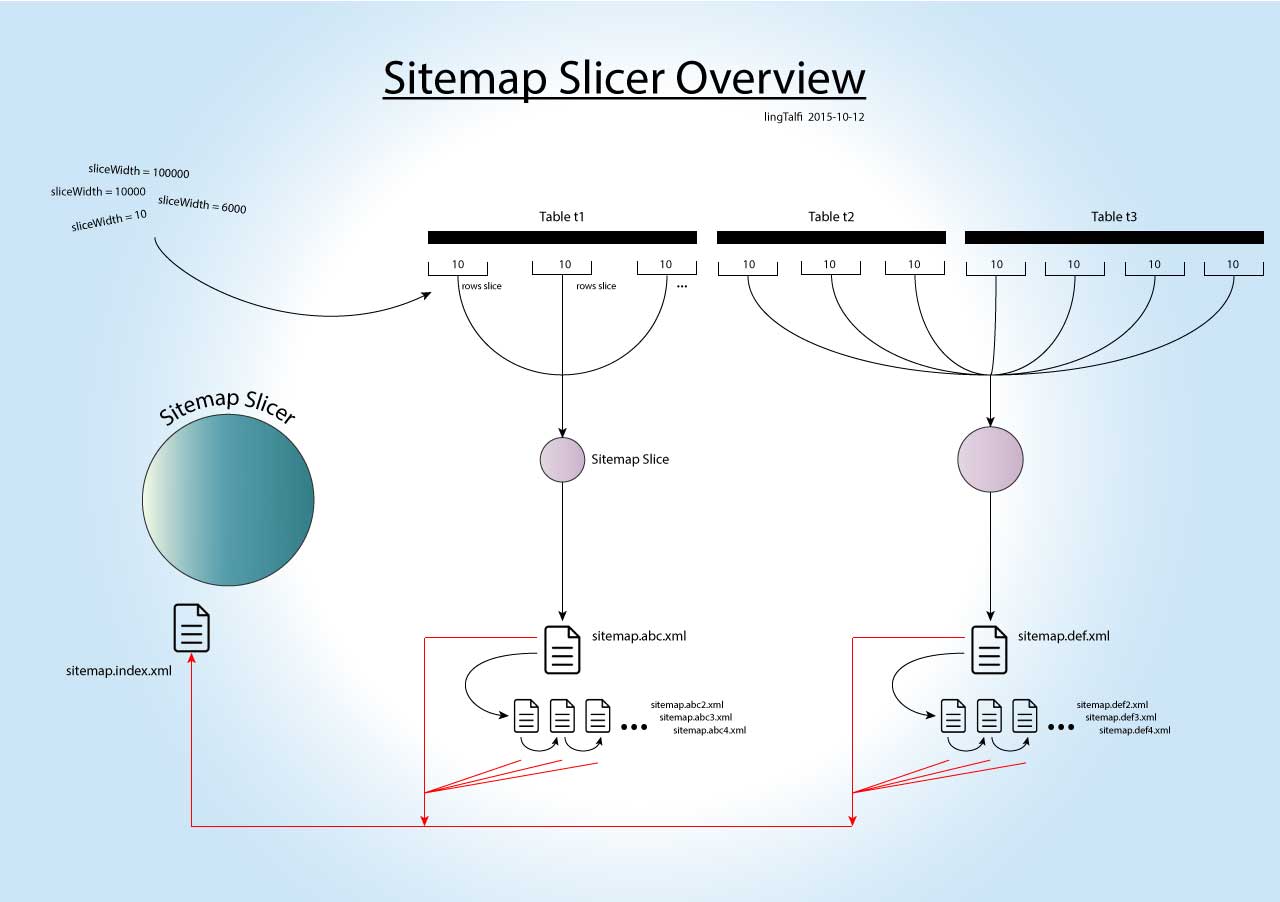 Sitemap Slicer Overview
lingTalfi 2015-10-12
sliceWidth = 100000
sliceWidth = 10000
sliceWidth = 6000
sliceWidth = 10
Table t1
Table t2
Table t3
10
10
10
10
10
10
10
10
10
10
rows slice
rows slice
...
Sitemap Slicer
Sitemap Slice
sitemap.index.xml
sitemap.abc.xml
sitemap.def.xml
sitemap.abc2.xml
sitemap.abc3.xml
sitemap.abc4.xml
...
sitemap.def2.xml
sitemap.def3.xml
sitemap.def4.xml
...